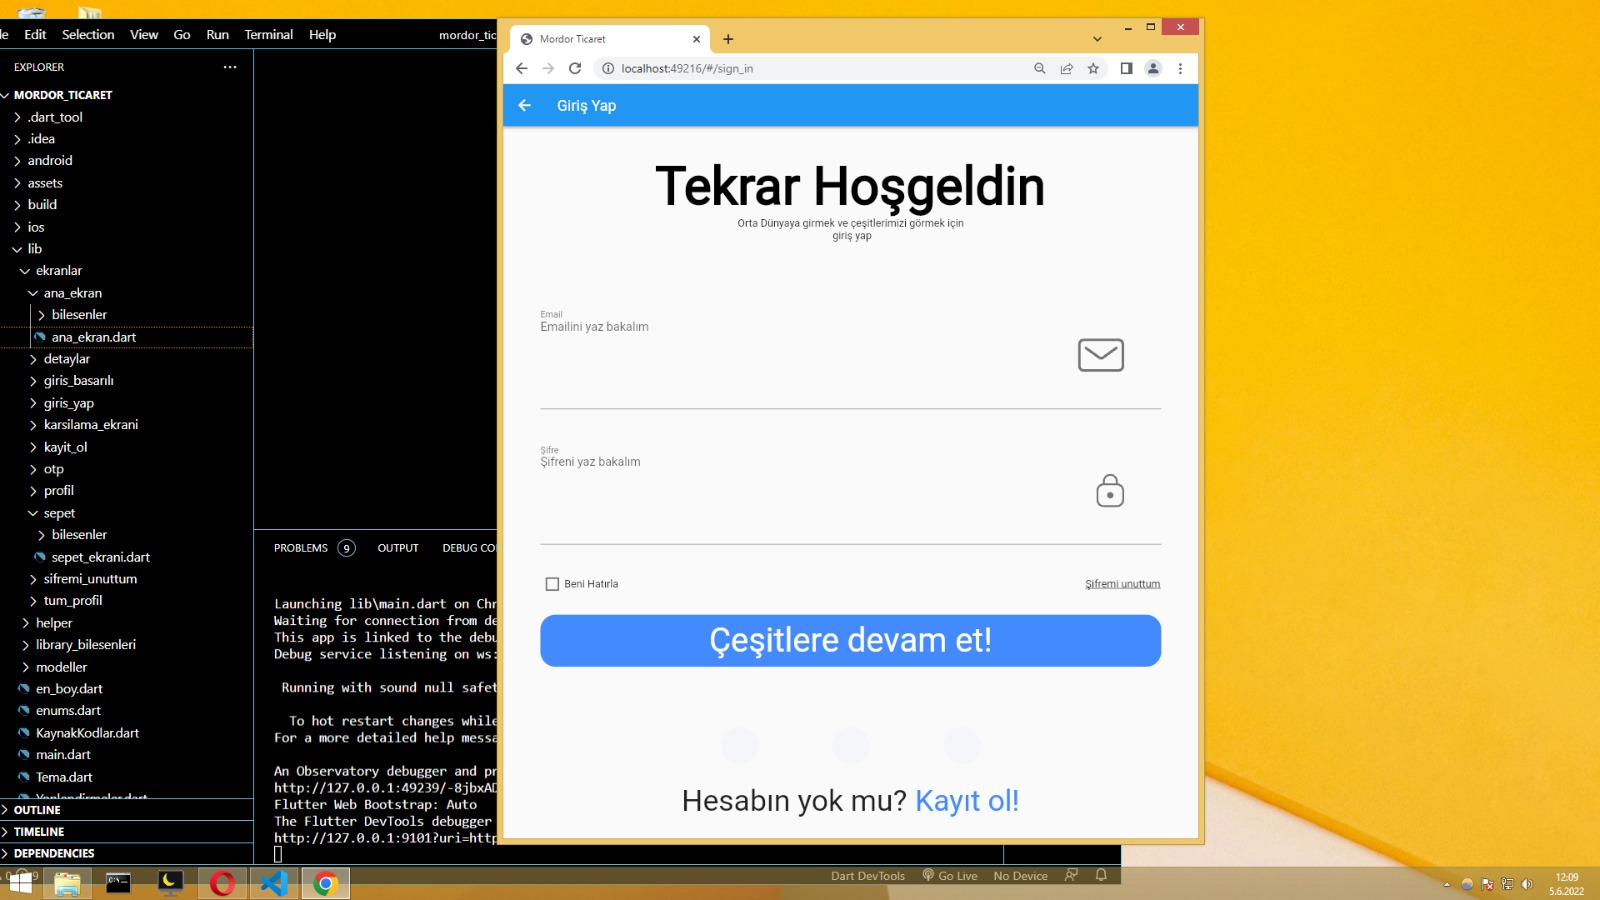 Edit Selection View Go Run Terminal Help
mordor_tic
EXPLORER
MORDOR_TICARET
.dart_tool
.idea
android
assets
build
ios
lib
ekranlar
ana_ekran
bilesenler
ana_ekran.dart
detaylar
giris_basarılı
giris_yap
karsilama_ekrani
kayit_ol
otp
profil
sepet
bilesenler
sepet_ekrani.dart
sifremi_unuttum
tum_profil
helper
library_bilesenleri
modeller
en_boy.dart
enums.dart
KaynakKodlar.dart
main.dart
Tema.dart
OUTLINE
TIMELINE
DEPENDENCIES
PROBLEMS 9 OUTPUT DEBUG CO
Launching lib\main.dart on Chr
Waiting for connection from de
This app is linked to the debu
Debug service listening on ws:
Running with sound null safet
To hot restart changes while
For a more detailed help messa
An Observatory debugger and pr
http://127.0.0.1:49239/-8jbxAD
Flutter Web Bootstrap: Auto
The Flutter DevTools debugger
http://127.0.0.1:9101?uri=http
Mordor Ticaret
localhost:49216/#/sign_in
Giriş Yap
Tekrar Hoşgeldin
Orta Dünyaya girmek ve çeşitlerimizi görmek için
giriş yap
Email
Emailini yaz bakalım
Şifre
Şifreni yaz bakalım
Beni Hatırla
Şifremi unuttum
Çeşitlere devam et!
Hesabın yok mu? Kayıt ol!
Dart DevTools Go Live No Device
12:09
5.6.2022